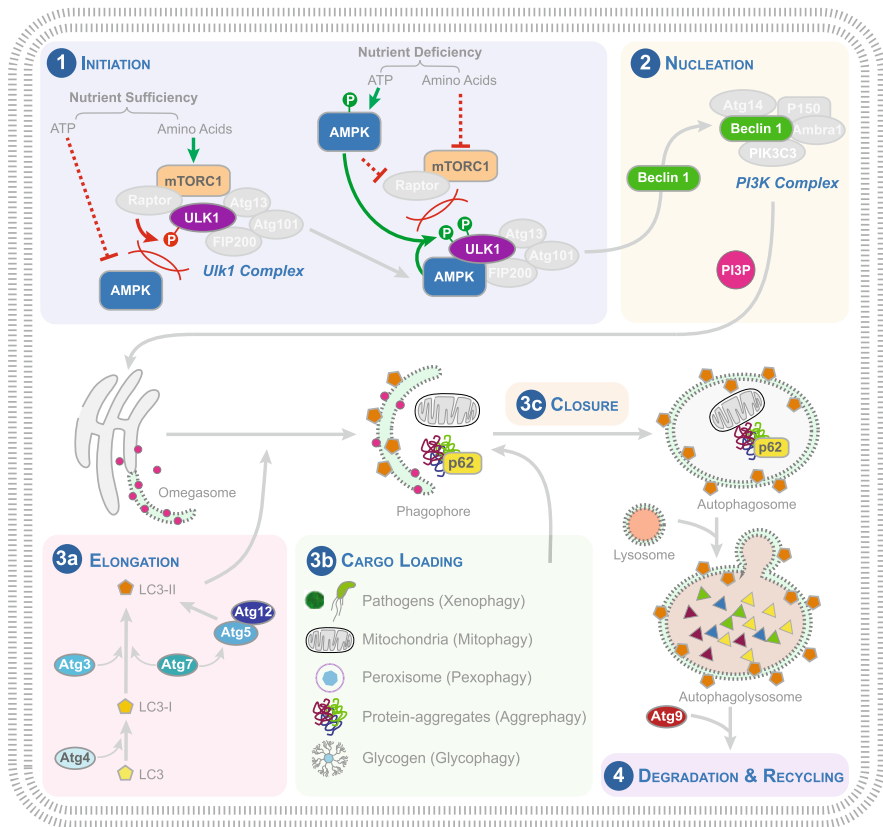 1 INITIATION
Nutrient Sufficiency
ATP
Amino Acids
mTORC1
Raptor
Atg13
ULK1
P
Atg101
FIP200
Ulk1 Complex
AMPK
Nutrient Deficiency
ATP
Amino Acids
P
AMPK
mTORC1
Raptor
P
P
Atg13
ULK1
Atg101
AMPK
FIP200
2 NUCLEATION
Atg14
P150
Beclin 1
Ambra1
PIK3C3
Beclin 1
PI3K Complex
PI3P
Omegasome
p62
Phagophore
3c CLOSURE
p62
Autophagosome
Lysosome
Autophagolysosome
Atg9
3a ELONGATION
LC3-II
Atg12
Atg5
Atg3
Atg7
LC3-I
Atg4
LC3
3b CARGO LOADING
Pathogens (Xenophagy)
Mitochondria (Mitophagy)
Peroxisome (Pexophagy)
Protein-aggregates (Aggrephagy)
Glycogen (Glycophagy)
4 DEGRADATION & RECYCLING